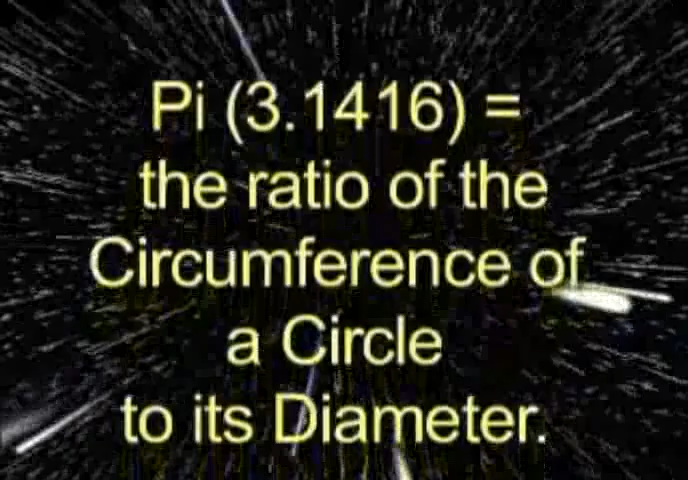 Pi (3.1416) =
the ratio of the
Circumference of
a Circle
to its Diameter.